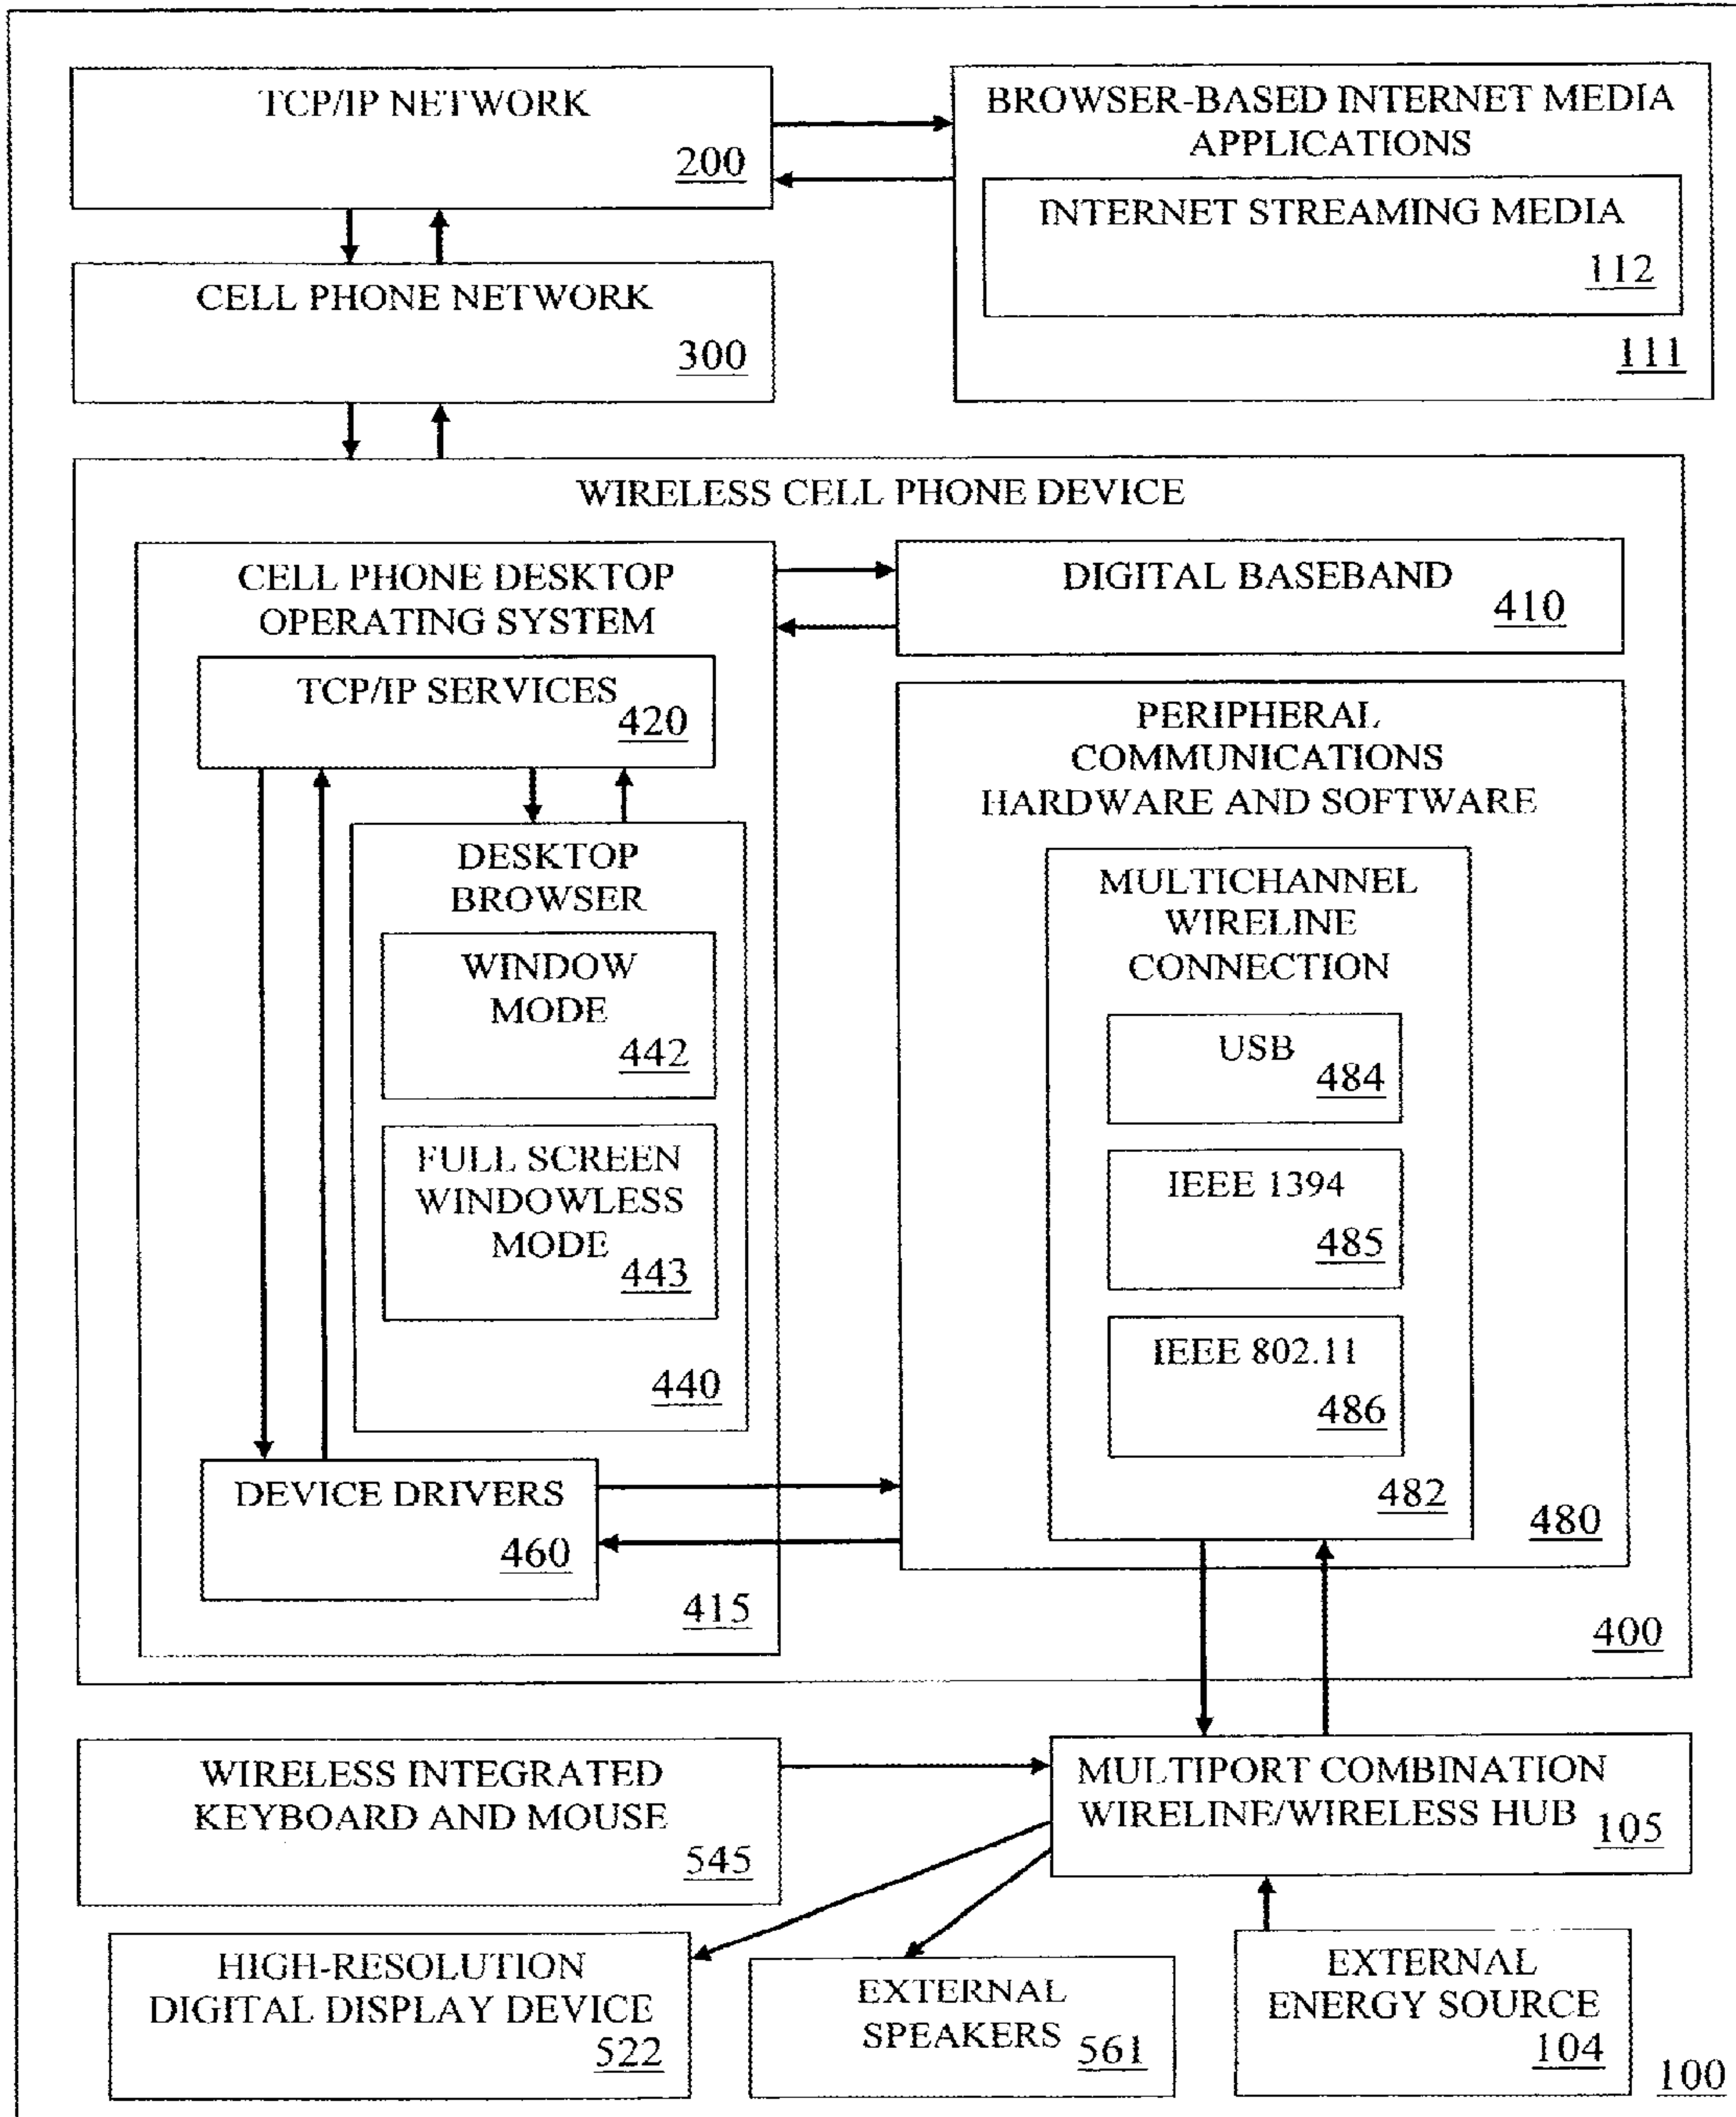 TCP/IP NETWORK
200
BROWSER-BASED INTERNET MEDIA
APPLICATIONS
INTERNET STREAMING MEDIA
112
111
CELL PHONE NETWORK
300
WIRELESS CELL PHONE DEVICE
CELL PHONE DESKTOP
OPERATING SYSTEM
TCP/IP SERVICES
420
DESKTOP
BROWSER
WINDOW
MODE
442
FULL SCREEN
WINDOWLESS
MODE
443
440
DEVICE DRIVERS
460
415
DIGITAL BASEBAND
410
PERIPHERAL
COMMUNICATIONS
HARDWARE AND SOFTWARE
MULTICHANNEL
WIRELINE
CONNECTION
USB
484
IEEE 1394
485
IEEE 802.11
486
482
480
400
WIRELESS INTEGRATED
KEYBOARD AND MOUSE
545
MULTIPORT COMBINATION
WIRELINE/WIRELESS HUB
105
HIGH-RESOLUTION
DIGITAL DISPLAY DEVICE
522
EXTERNAL
SPEAKERS
561
EXTERNAL
ENERGY SOURCE
104
100